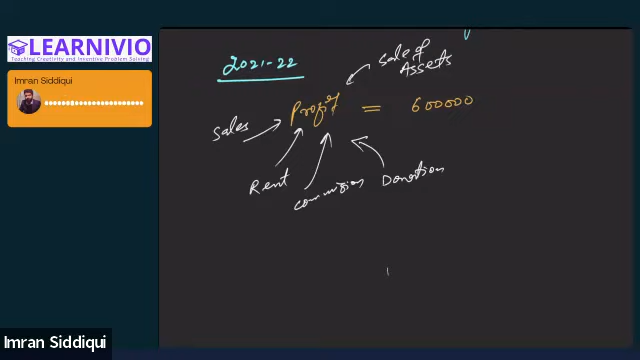 LEARNIVIO
Teaching Creativity and Inventive Problem Solving
Imran Siddiqui
2021-22
Sale of
Assets
Profit = 600000
Sales
Rent
Commission
Donation
Imran Siddiqui